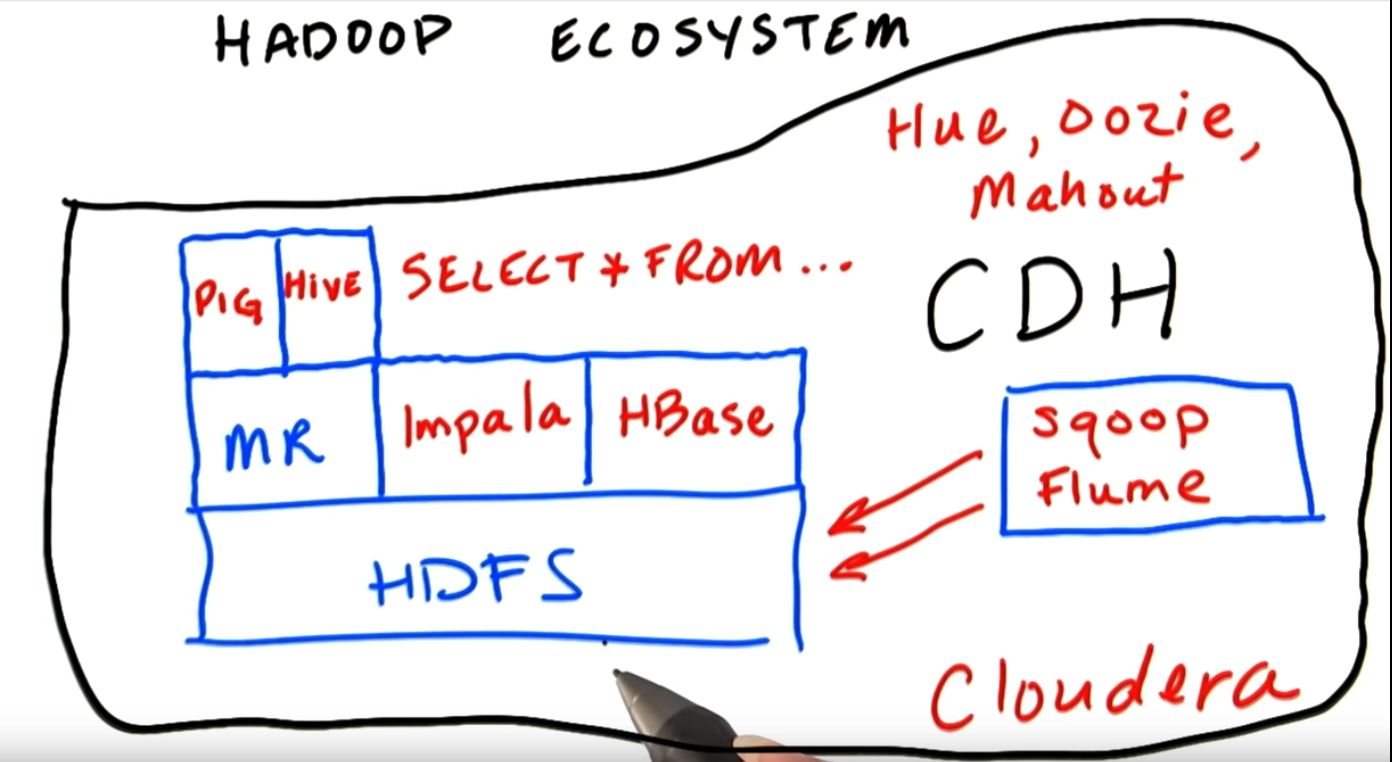 HADOOP ECOSYSTEM
Hue, Oozie,
Mahout
PIG HiVE SELECT * FROM...
CDH
MR Impala HBase
sqoop
Flume
HDFS
Cloudera